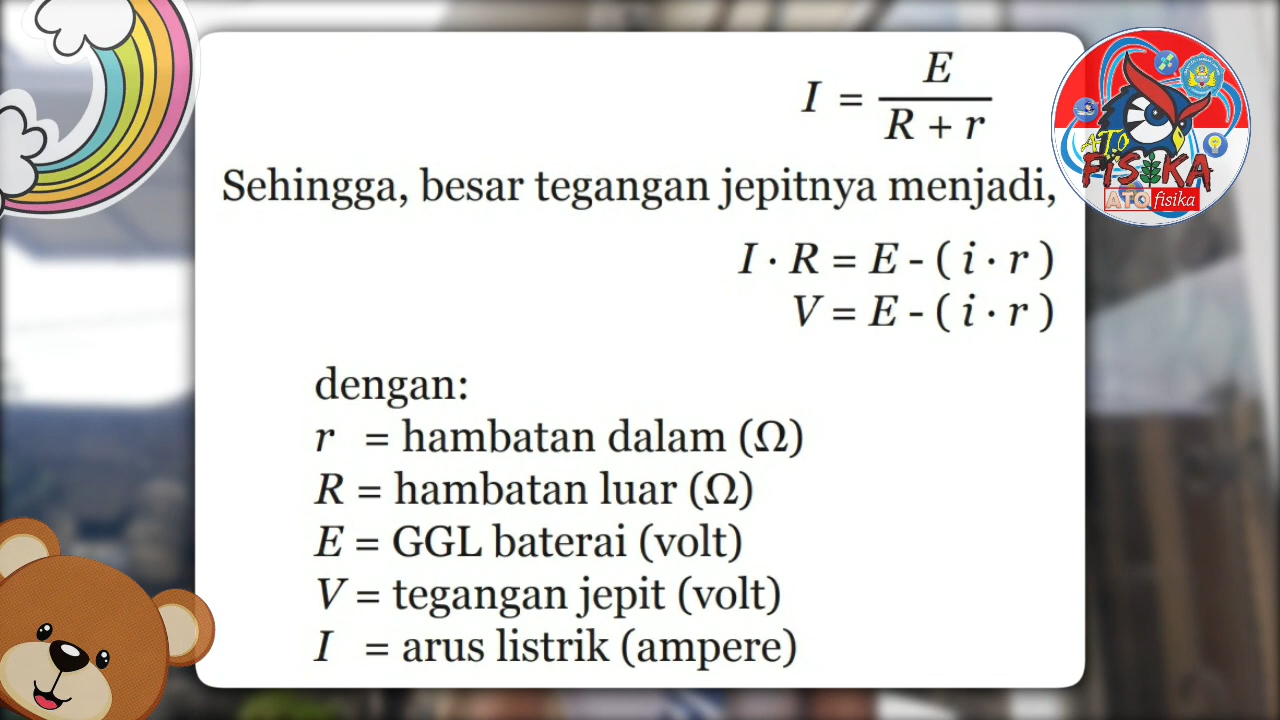 I = E / R + r
Sehingga, besar tegangan jepitnya menjadi,
I · R = E - ( i · r )
V = E - ( i · r )
dengan:
r = hambatan dalam (Ω)
R = hambatan luar (Ω)
E = GGL baterai (volt)
V = tegangan jepit (volt)
I = arus listrik (ampere)
ATO
FISIKA
ATO fisika